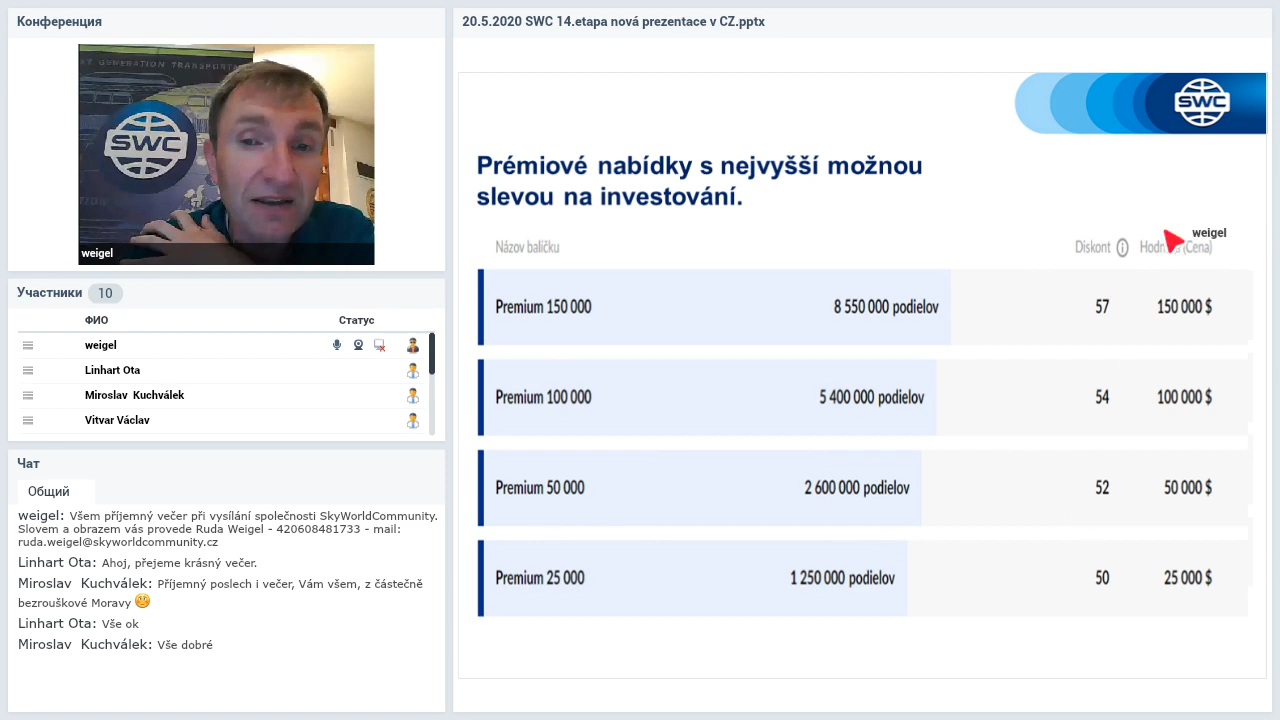 Конференция
SKY GENERATION TRANSPORTA
SWC
weigel
Участники 10
ФИО Статус
weigel
Linhart Ota
Miroslav Kuchválek
Vitvar Václav
Чат
Общий
weigel: Všem příjemný večer při vysílání společnosti SkyWorldCommunity.
Slovem a obrazem vás provede Ruda Weigel - 420608481733 - mail:
ruda.weigel@skyworldcommunity.cz
Linhart Ota: Ahoj, přejeme krásný večer.
Miroslav Kuchválek: Příjemný poslech i večer, Vám všem, z částečně
bezrouškové Moravy
Linhart Ota: Vše ok
Miroslav Kuchválek: Vše dobré
20.5.2020 SWC 14.etapa nová prezentace v CZ.pptx
SWC
Prémiové nabídky s nejvyšší možnou
slevou na investování.
weigel
Názov balíčku Diskont (Cena)
Premium 150 000 8 550 000 podielov 57 150 000 $
Premium 100 000 5 400 000 podielov 54 100 000 $
Premium 50 000 2 600 000 podielov 52 50 000 $
Premium 25 000 1 250 000 podielov 50 25 000 $